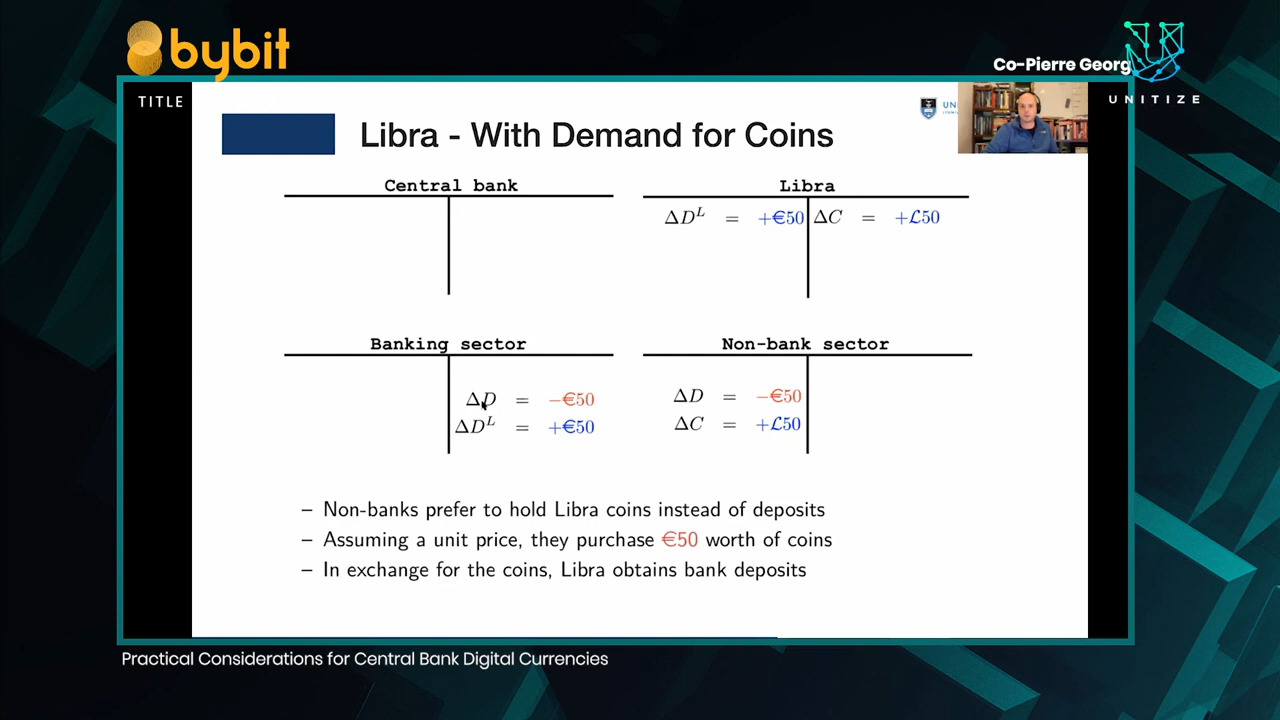 bybit
Co-Pierre Georg
UNITIZE
TITLE
UN
Libra - With Demand for Coins
Central bank
Libra
ΔD^L = +€50 ΔC = +ℒ50
Banking sector
Non-bank sector
ΔD = −€50
ΔD^L = +€50
ΔD = −€50
ΔC = +ℒ50
– Non-banks prefer to hold Libra coins instead of deposits
– Assuming a unit price, they purchase €50 worth of coins
– In exchange for the coins, Libra obtains bank deposits
Practical Considerations for Central Bank Digital Currencies